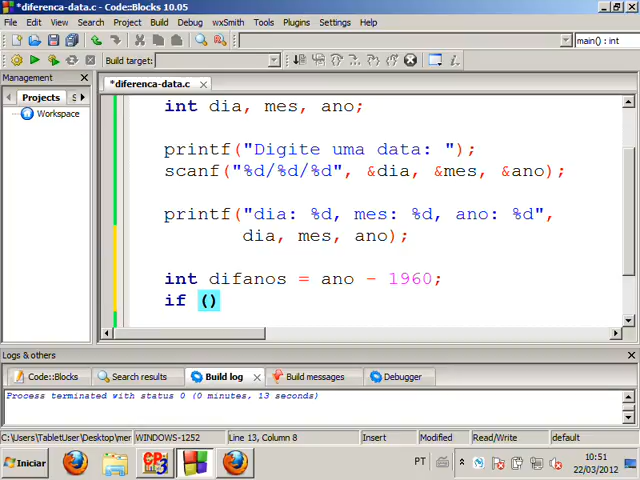 *diferenca-data.c - Code::Blocks 10.05
File Edit View Search Project Build Debug wxSmith Tools Plugins Settings Help
main() : int
Build target:
Management
Projects S
Workspace
*diferenca-data.c
int dia, mes, ano;
printf("Digite uma data: ");
scanf("%d/%d/%d", &dia, &mes, &ano);
printf("dia: %d, mes: %d, ano: %d",
dia, mes, ano);
int difanos = ano - 1960;
if ()
Logs & others
Code::Blocks Search results Build log Build messages Debugger
Process terminated with status 0 (0 minutes, 13 seconds)
C:\Users\TabletUser\Desktop\mer WINDOWS-1252 Line 13, Column 8 Insert Modified Read/Write default
Iniciar PT 10:51
22/03/2012